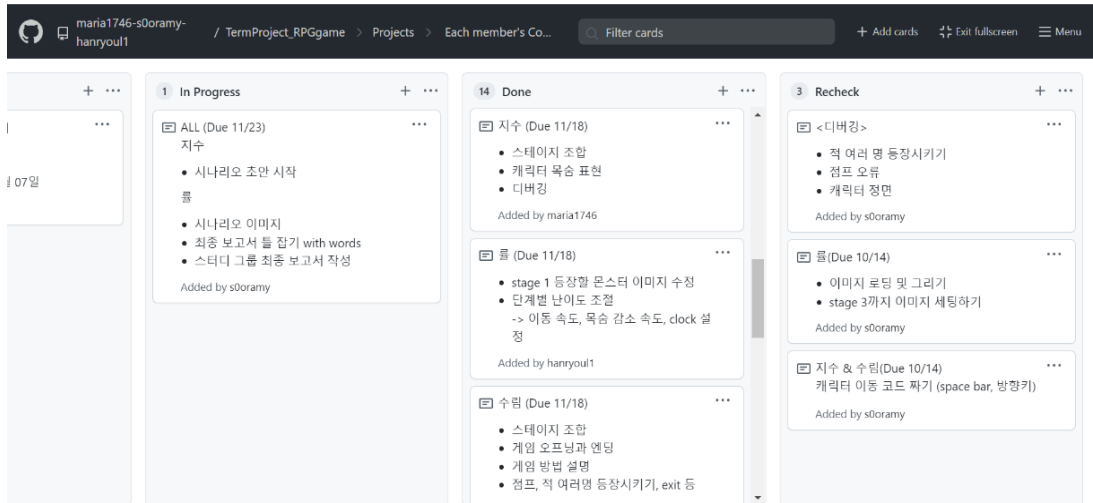 maria1746-s0oramy-
hanryoul1
/ TermProject_RPGgame > Projects > Each member's Co...
Filter cards
+ Add cards
Exit fullscreen
Menu
07일
1 In Progress
ALL (Due 11/23)
지수
• 시나리오 초안 시작
률
• 시나리오 이미지
• 최종 보고서 틀 잡기 with words
• 스터디 그룹 최종 보고서 작성
Added by s0oramy
14 Done
지수 (Due 11/18)
• 스테이지 조합
• 캐릭터 목숨 표현
• 디버깅
Added by maria1746
률 (Due 11/18)
• stage 1 등장할 몬스터 이미지 수정
• 단계별 난이도 조절
-> 이동 속도, 목숨 감소 속도, clock 설
정
Added by hanryoul1
수림 (Due 11/18)
• 스테이지 조합
• 게임 오프닝과 엔딩
• 게임 방법 설명
• 점프, 적 여러명 등장시키기, exit 등
3 Recheck
<디버깅>
• 적 여러 명 등장시키기
• 점프 오류
• 캐릭터 정면
Added by s0oramy
률(Due 10/14)
• 이미지 로딩 및 그리기
• stage 3까지 이미지 세팅하기
Added by s0oramy
지수 & 수림(Due 10/14)
캐릭터 이동 코드 짜기 (space bar, 방향키)
Added by s0oramy